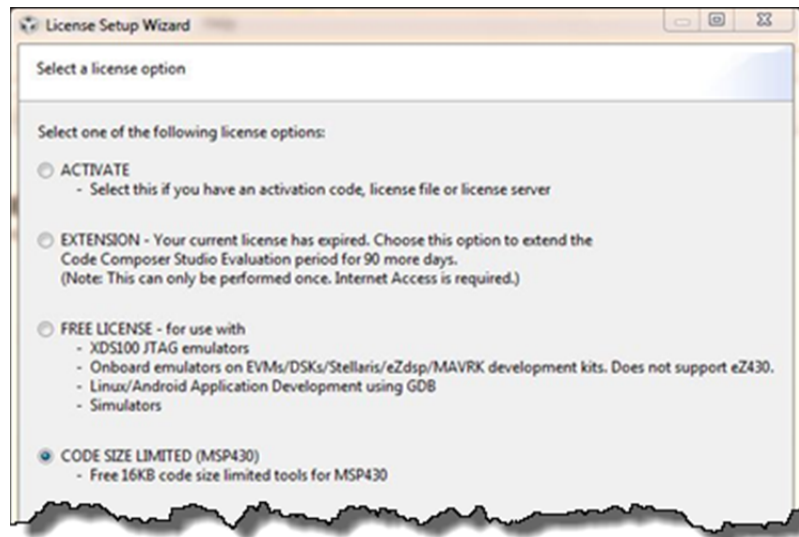 License Setup Wizard
Select a license option
Select one of the following license options:
ACTIVATE
- Select this if you have an activation code, license file or license server
EXTENSION - Your current license has expired. Choose this option to extend the
Code Composer Studio Evaluation period for 90 more days.
(Note: This can only be performed once. Internet Access is required.)
FREE LICENSE - for use with
- XDS100 JTAG emulators
- Onboard emulators on EVMs/DSKs/Stellaris/eZdsp/MAVRK development kits. Does not support eZ430.
- Linux/Android Application Development using GDB
- Simulators
CODE SIZE LIMITED (MSP430)
- Free 16KB code size limited tools for MSP430